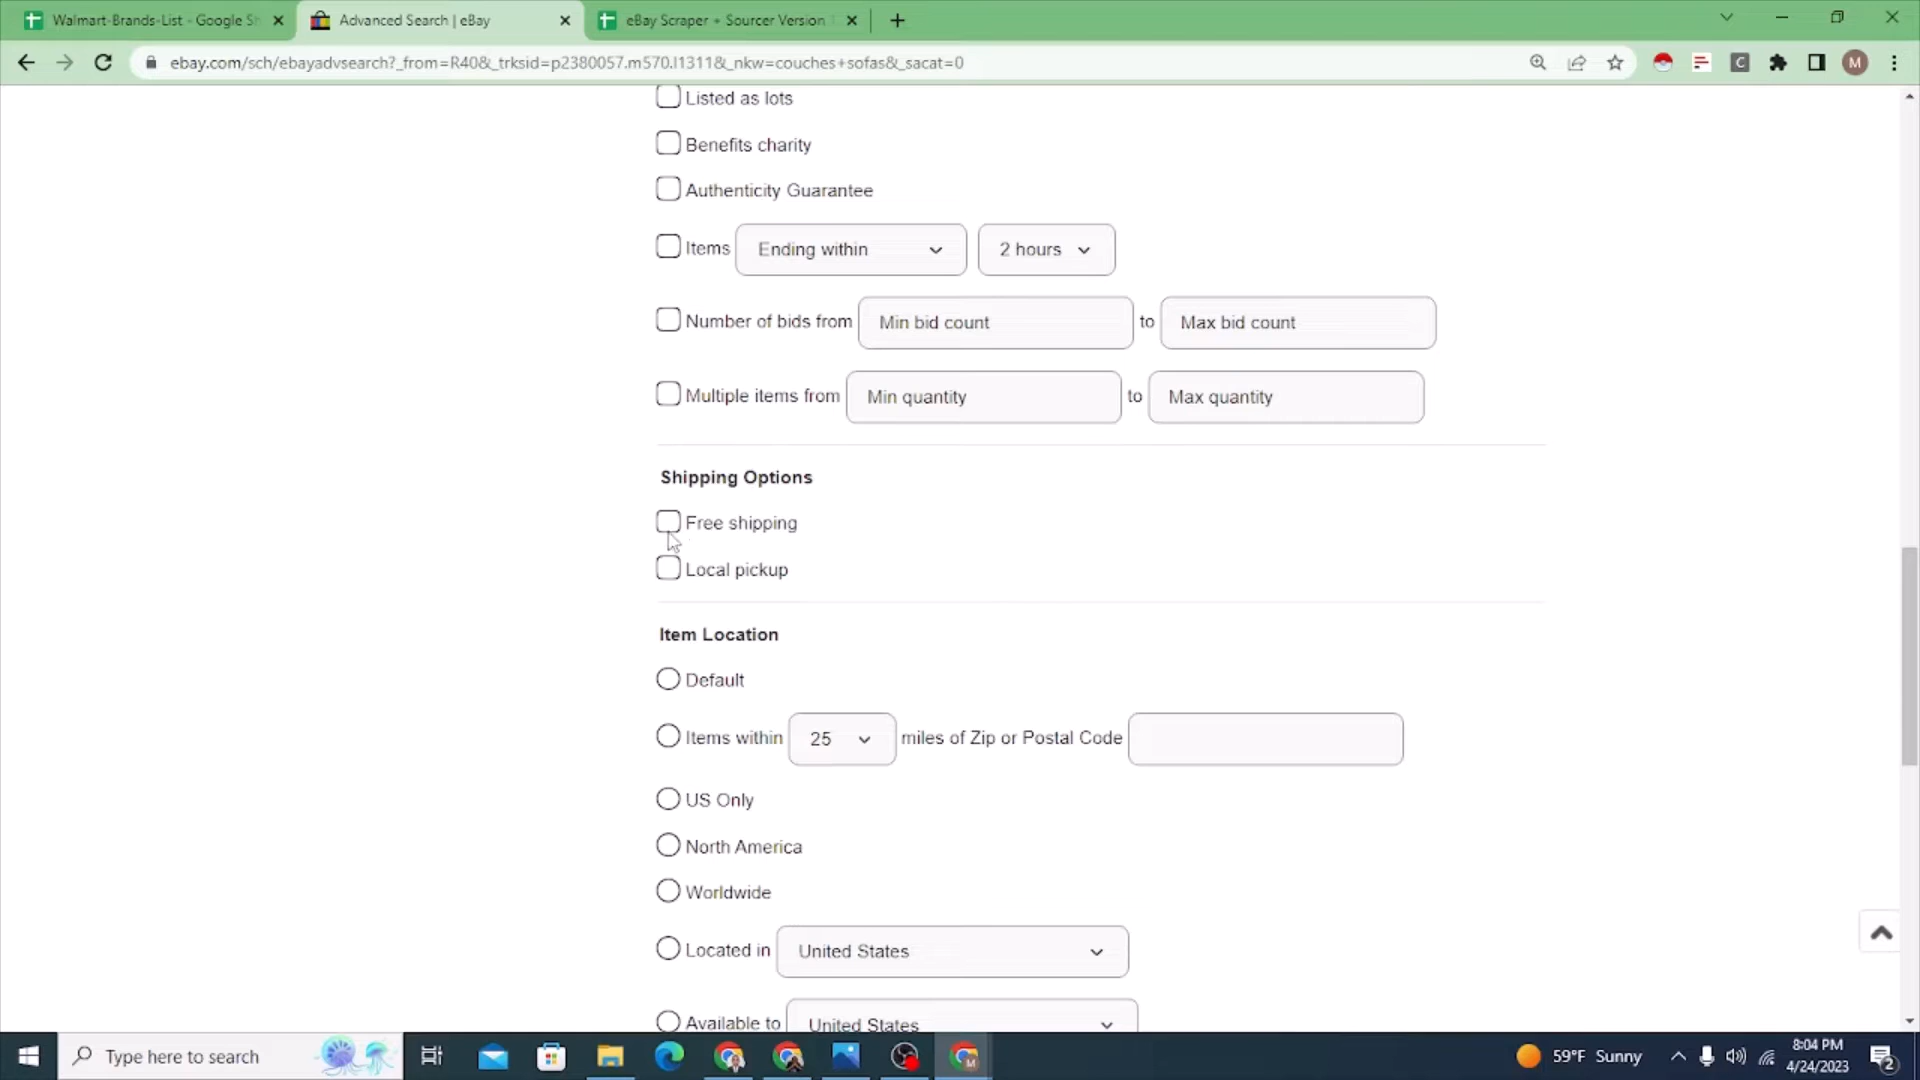 Walmart-Brands-List - Google Sh
Advanced Search | eBay
eBay Scraper + Sourcer Version
ebay.com/sch/ebayadvsearch?_from=R40&_trksid=p2380057.m570.l1311&_nkw=couches+sofas&_sacat=0
C
M
Listed as lots
Benefits charity
Authenticity Guarantee
Items Ending within 2 hours
Number of bids from Min bid count to Max bid count
Multiple items from Min quantity to Max quantity
Shipping Options
Free shipping
Local pickup
Item Location
Default
Items within 25 miles of Zip or Postal Code
US Only
North America
Worldwide
Located in United States
Available to United States
Type here to search
M
59°F Sunny
8:04 PM
4/24/2023
2